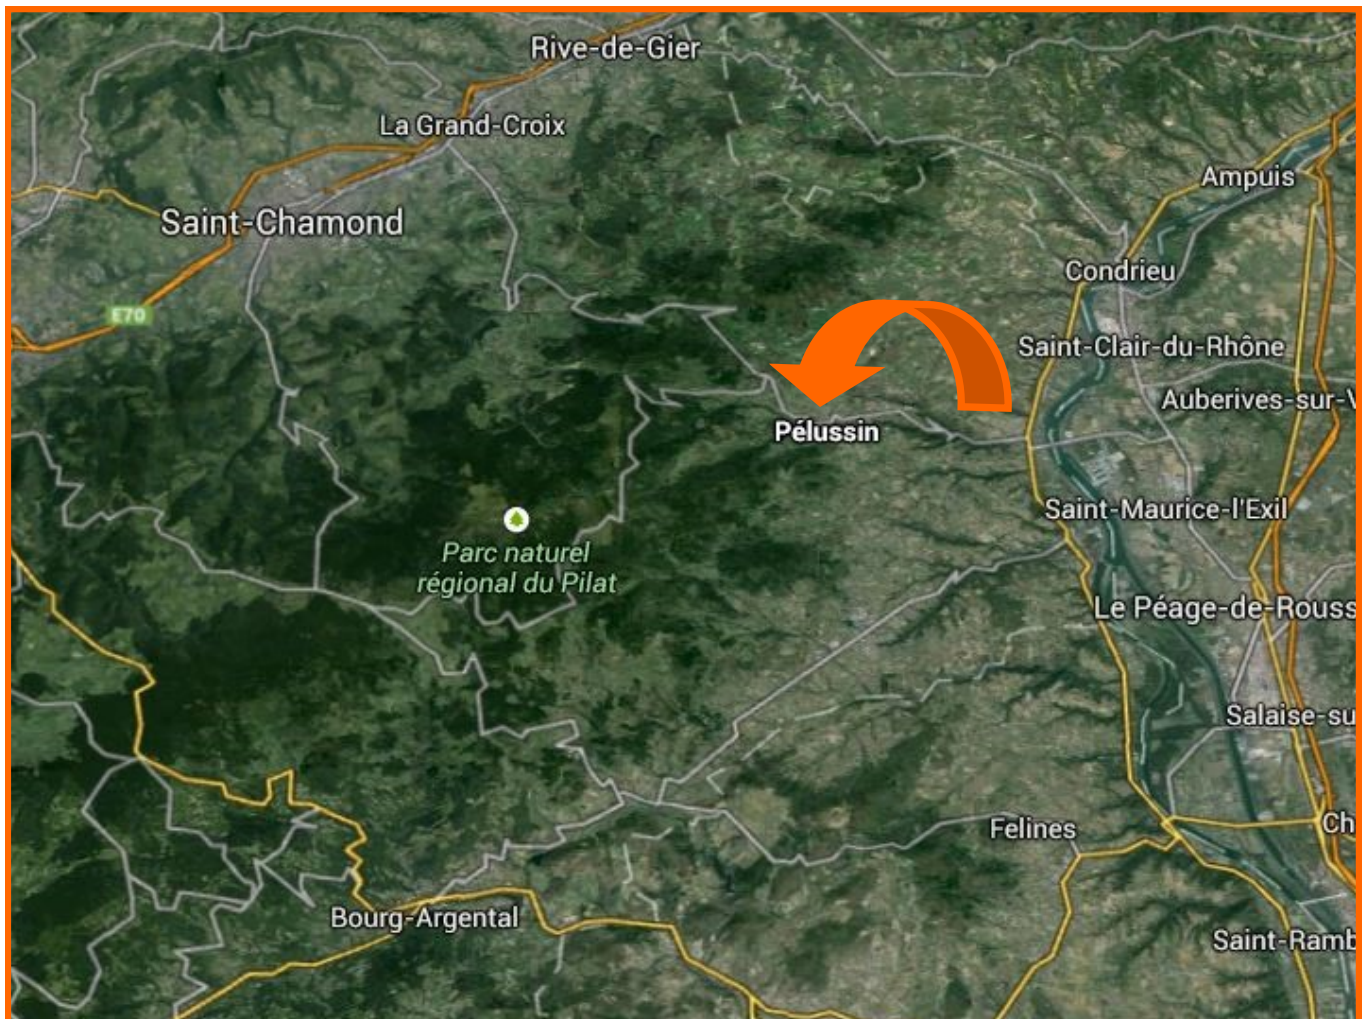 Rive-de-Gier
La Grand-Croix
Ampuis
Saint-Chamond
Condrieu
E70
Saint-Clair-du-Rhône
Auberives-sur-V
Pélussin
Saint-Maurice-l'Exil
Parc naturel
régional du Pilat
Le Péage-de-Rouss
Salaise-su
Ch
Felines
Bourg-Argental
Saint-Ramb